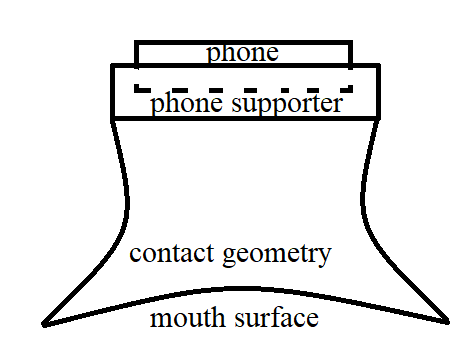 phone
phone supporter
contact geometry
mouth surface